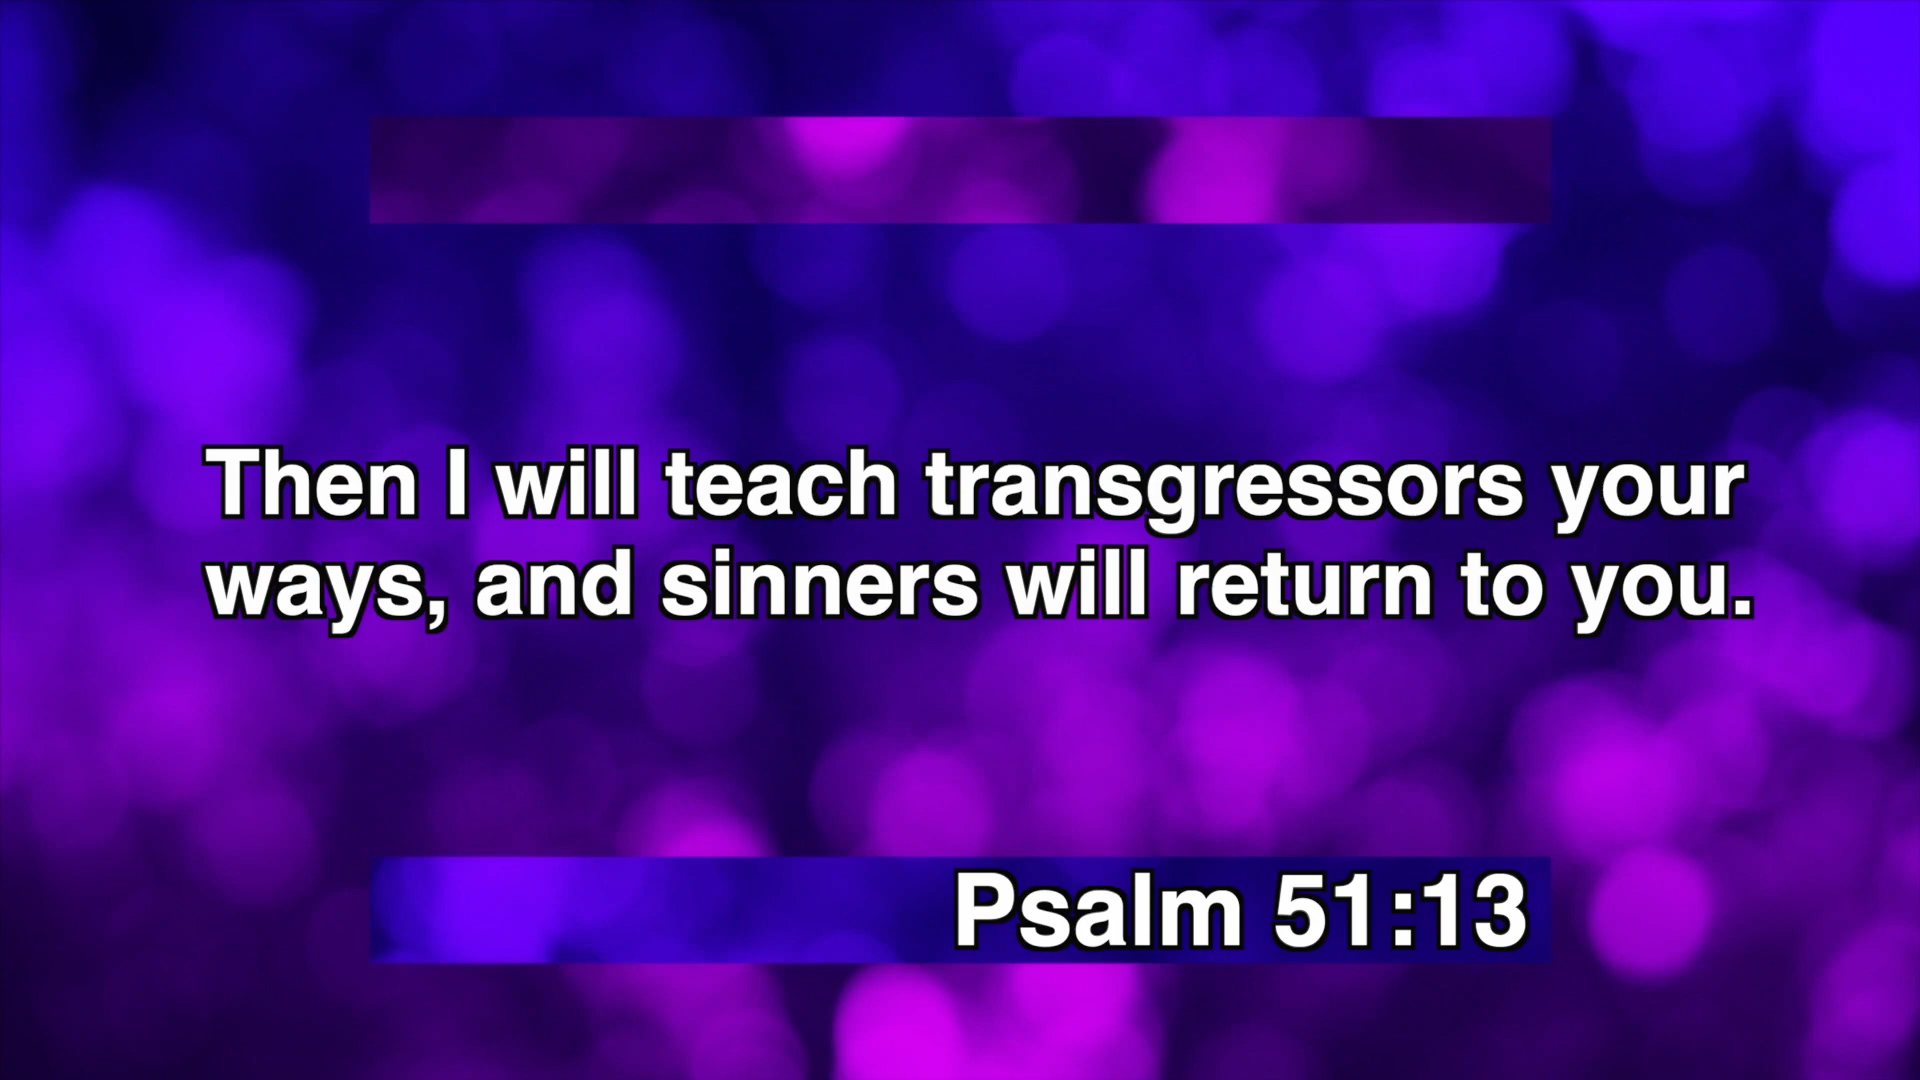 Then I will teach transgressors your
ways, and sinners will return to you.
Psalm 51:13